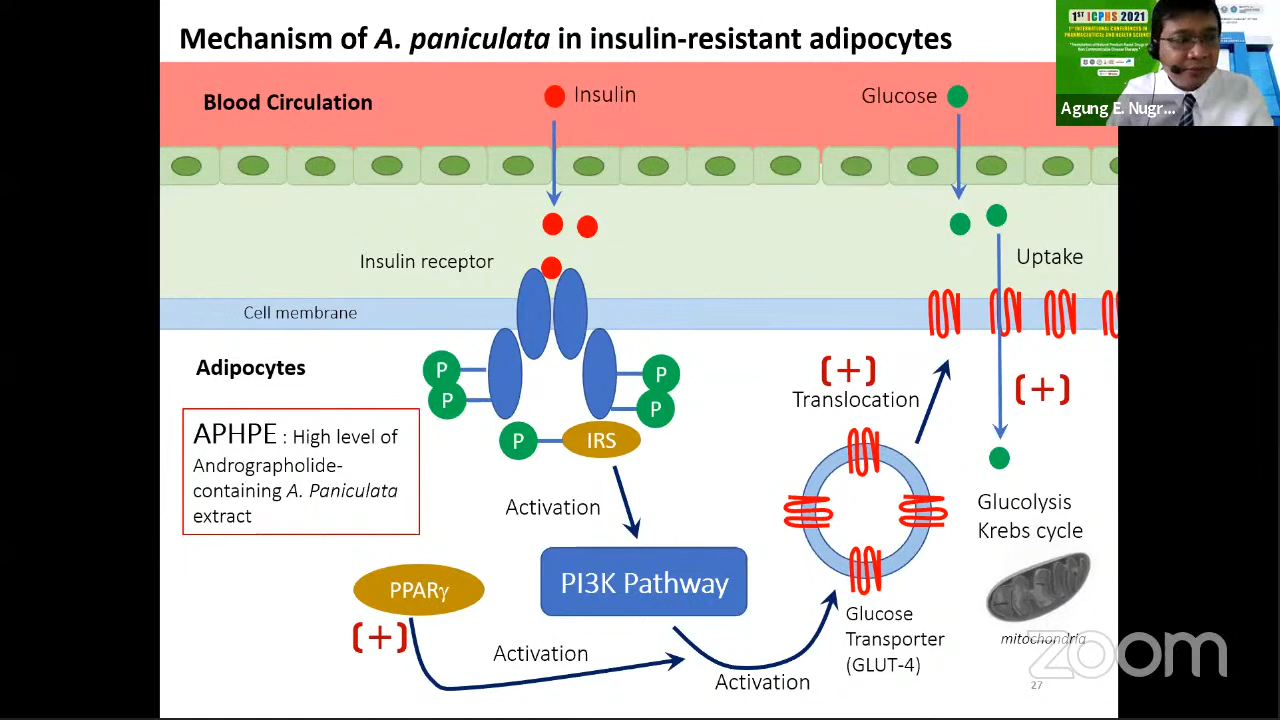 Mechanism of A. paniculata in insulin-resistant adipocytes
1ST ICPHS 2021
Agung E. Nugr...
Blood Circulation
Insulin
Glucose
Insulin receptor
Uptake
Cell membrane
Adipocytes
P
P
P
P
P
IRS
(+)
Translocation
(+)
APHPE : High level of
Andrographolide-
containing A. Paniculata
extract
Activation
Glucolysis
Krebs cycle
PPARγ
(+)
PI3K Pathway
Glucose
Transporter
(GLUT-4)
mitochondria
Activation
Activation
zoom
27